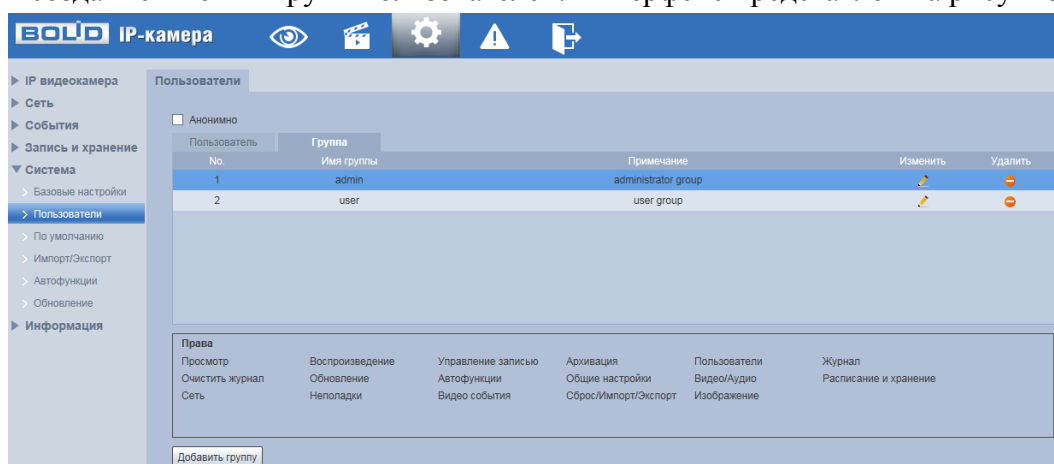 BOLID IP-камера
IP видеокамера
Сеть
События
Запись и хранение
Система
Базовые настройки
Пользователи
По умолчанию
Импорт/Экспорт
Автофункции
Обновление
Информация
Пользователи
Анонимно
Пользователь Группа
No. Имя группы Примечание Изменить Удалить
1 admin administrator group
2 user user group
Права
Просмотр Воспроизведение Управление записью Архивация Пользователи Журнал
Очистить журнал Обновление Автофункции Общие настройки Видео/Аудио Расписание и хранение
Сеть Неполадки Видео события Сброс/Импорт/Экспорт Изображение
Добавить группу